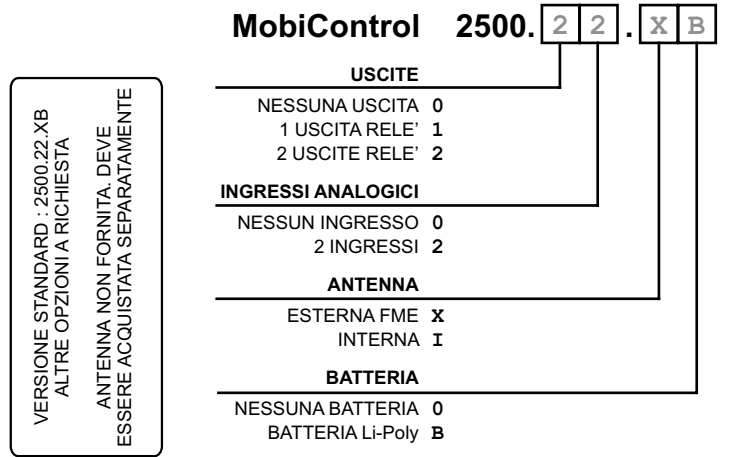 MobiControl 2500.22.XB
USCITE
NESSUNA USCITA 0
1 USCITA RELE' 1
2 USCITE RELE' 2
INGRESSI ANALOGICI
NESSUN INGRESSO 0
2 INGRESSI 2
ANTENNA
ESTERNA FME X
INTERNA I
BATTERIA
NESSUNA BATTERIA 0
BATTERIA Li-Poly B
VERSIONE STANDARD : 2500.22.XB
ALTRE OPZIONI A RICHIESTA
ANTENNA NON FORNITA. DEVE
ESSERE ACQUISTATA SEPARATAMENTE